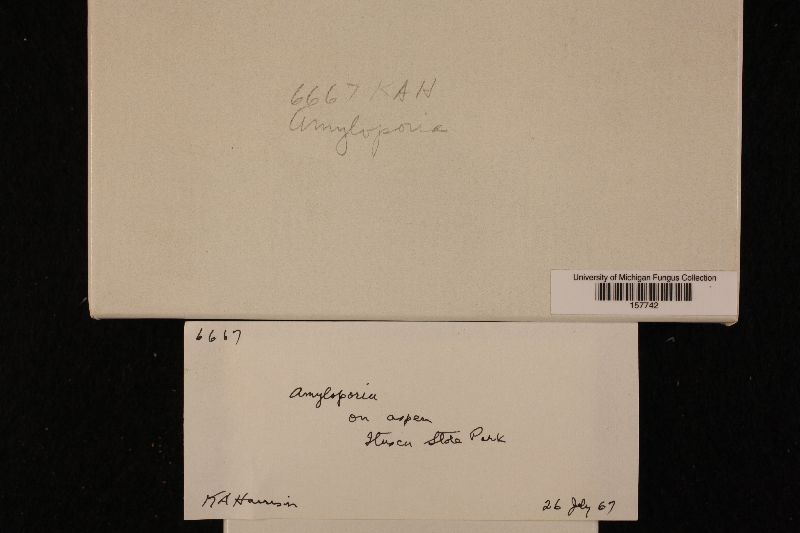 6667 KAH
Amyloporia
University of Michigan Fungus Collection
157742
6667
Amyloporia
on aspen
Itasca State Park
KA Harrison
26 July 67